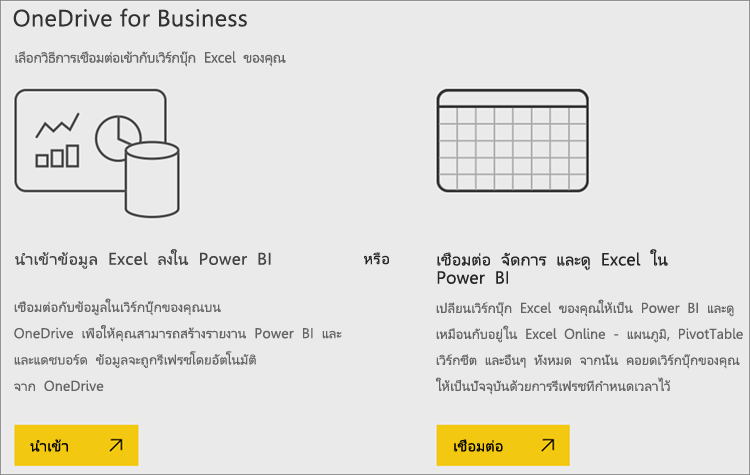 OneDrive for Business
เลือกวิธีการเชื่อมต่อเข้ากับเวิร์กบุ๊ก Excel ของคุณ
นำเข้าข้อมูล Excel ลงใน Power BI
เชื่อมต่อกับข้อมูลในเวิร์กบุ๊กของคุณบน
OneDrive เพื่อให้คุณสามารถสร้างรายงาน Power BI และ
และแดชบอร์ด ข้อมูลจะถูกรีเฟรชโดยอัตโนมัติ
จาก OneDrive
นำเข้า
หรือ
เชื่อมต่อ จัดการ และดู Excel ใน
Power BI
เปลี่ยนเวิร์กบุ๊ก Excel ของคุณให้เป็น Power BI และดู
เหมือนกับอยู่ใน Excel Online - แผนภูมิ, PivotTable
เวิร์กชีต และอื่นๆ ทั้งหมด จากนั้น คอยดเวิร์กบุ๊กของคุณ
ให้เป็นปัจจุบันด้วยการรีเฟรชที่กำหนดเวลาไว้
เชื่อมต่อ